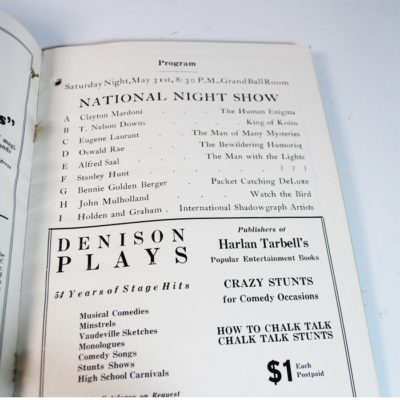 s"
Program
Saturday Night, May 31st, 8:30 P.M., Grand Ball Room
NATIONAL NIGHT SHOW
A Clayton Mardoni . . The Human Enigma
B T. Nelson Downs . . King of Koins
C Eugene Laurant . . The Man of Many Mysteries
D Oswald Rae . . The Bewildering Humorist
E Alfred Saal . . The Man with the Lights
F Stanley Hunt . . ? ? ?
G Bennie Golden Berger . Packet Catching DeLuxe
H John Mulholland . . Watch the Bird
I Holden and Graham . International Shadowgraph Artists
DENISON
PLAYS
54 Years of Stage Hits
Musical Comedies
Minstrels
Vaudeville Sketches
Monologues
Comedy Songs
Stunts Shows
High School Carnivals
Catalogue on Request
Publishers of
Harlan Tarbell's
Popular Entertainment Books
CRAZY STUNTS
for Comedy Occasions
HOW TO CHALK TALK
CHALK TALK STUNTS
$1 Each
Postpaid